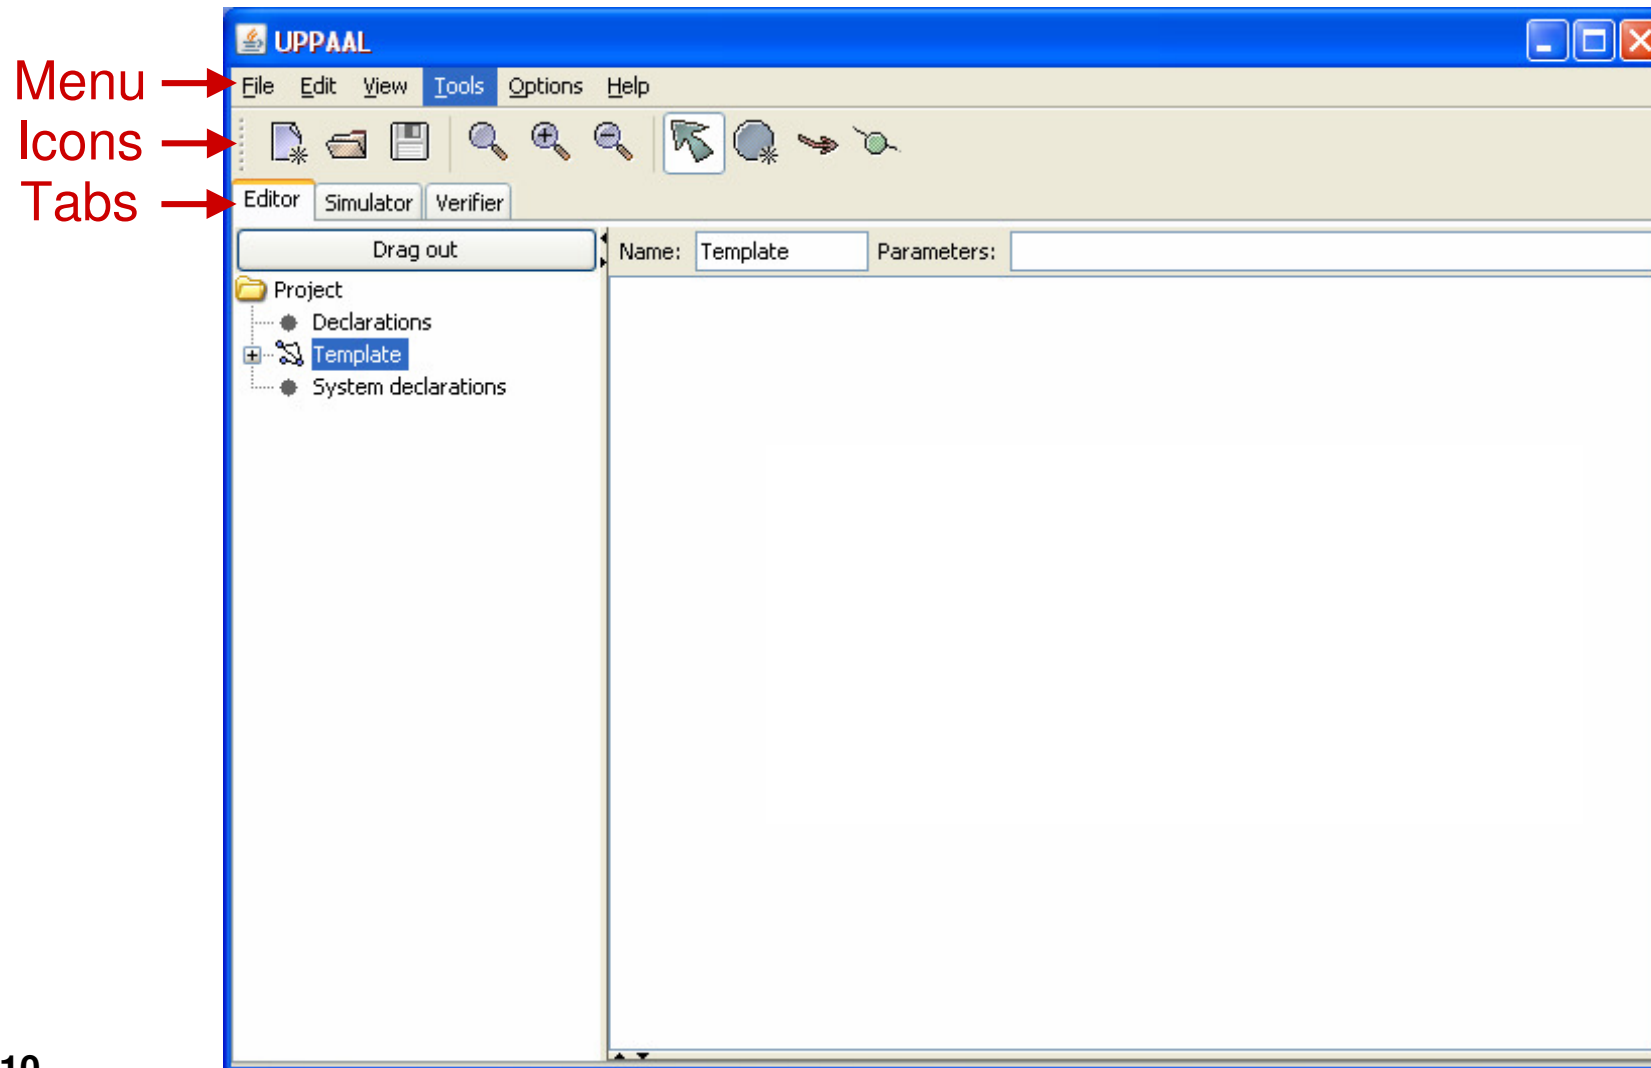 UPPAAL
Menu
File Edit View Tools Options Help
Icons
Tabs
Editor Simulator Verifier
Drag out
Name: Template Parameters:
Project
Declarations
Template
System declarations
10